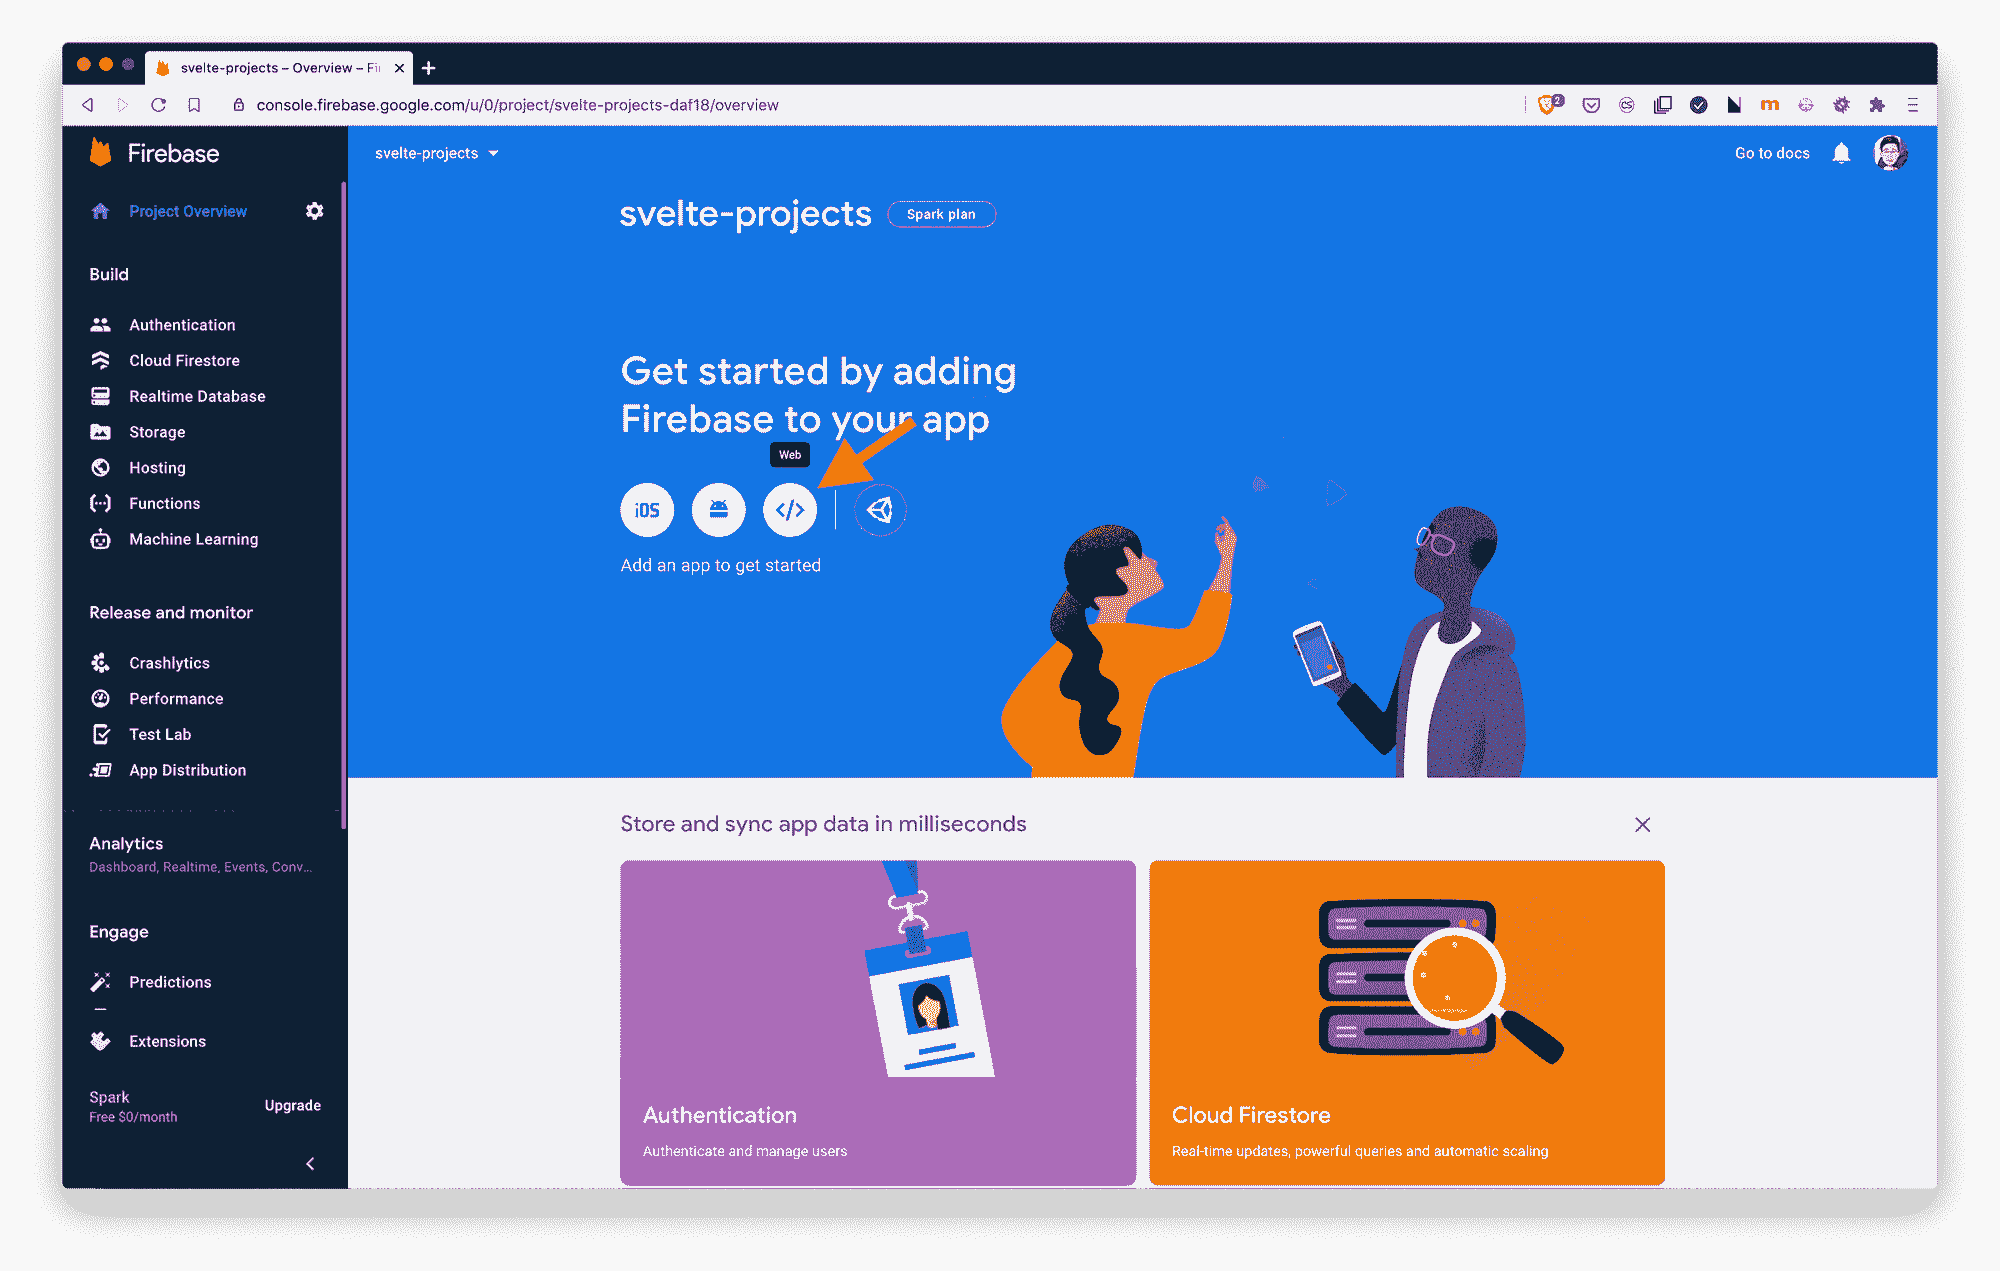 svelte-projects – Overview – Fi
console.firebase.google.com/u/0/project/svelte-projects-daf18/overview
2
CS
m
Firebase
svelte-projects
Go to docs
Project Overview
svelte-projects
Spark plan
Build
Authentication
Cloud Firestore
Realtime Database
Storage
Hosting
Functions
Machine Learning
Get started by adding
Firebase to your app
Web
iOS
</>
Add an app to get started
Release and monitor
Crashlytics
Performance
Test Lab
App Distribution
Analytics
Dashboard, Realtime, Events, Conv...
Engage
Predictions
Extensions
Spark
Free $0/month
Upgrade
Store and sync app data in milliseconds
Authentication
Authenticate and manage users
Cloud Firestore
Real-time updates, powerful queries and automatic scaling